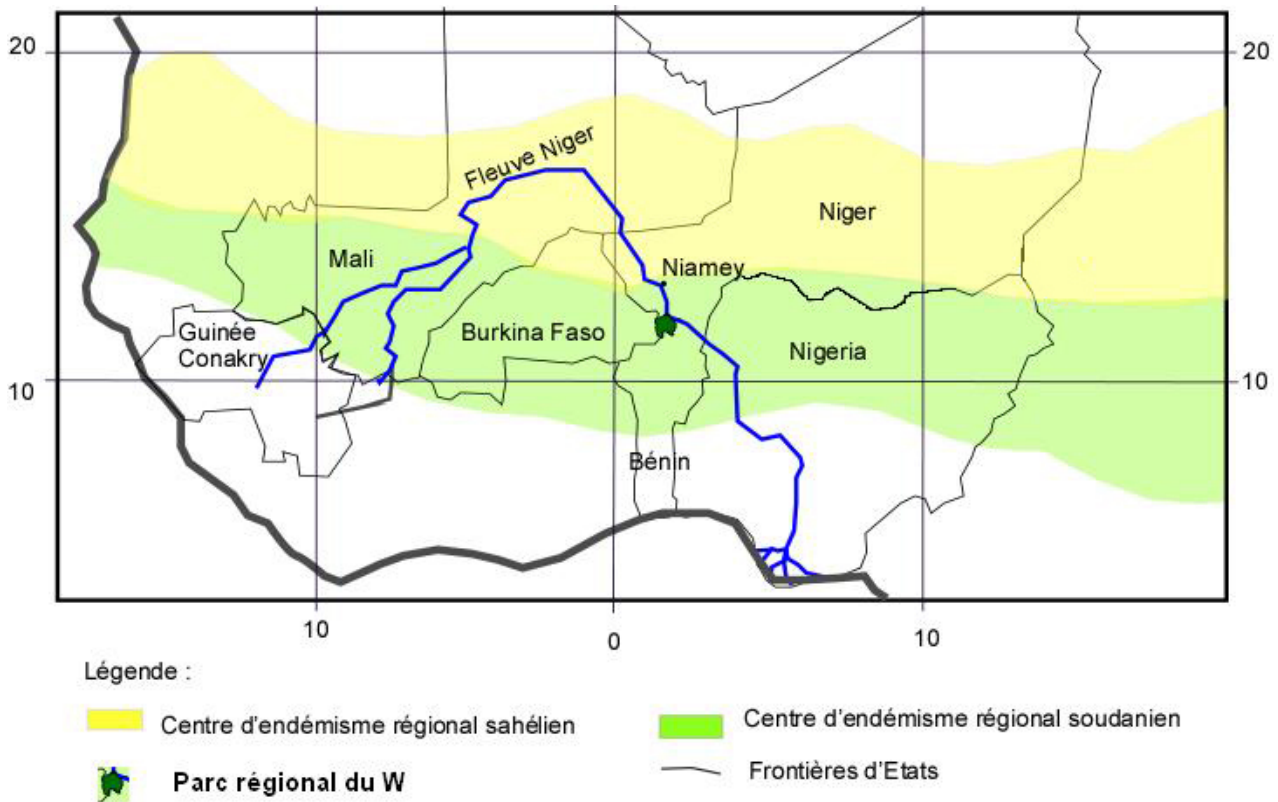 20
20
Fleuve Niger
Niger
Mali
Niamey
Guinée
Conakry
Burkina Faso
Nigeria
10
10
Bénin
10
0
10
Légende :
Centre d'endémisme régional sahélien
Centre d'endémisme régional soudanien
Parc régional du W
Frontières d'Etats